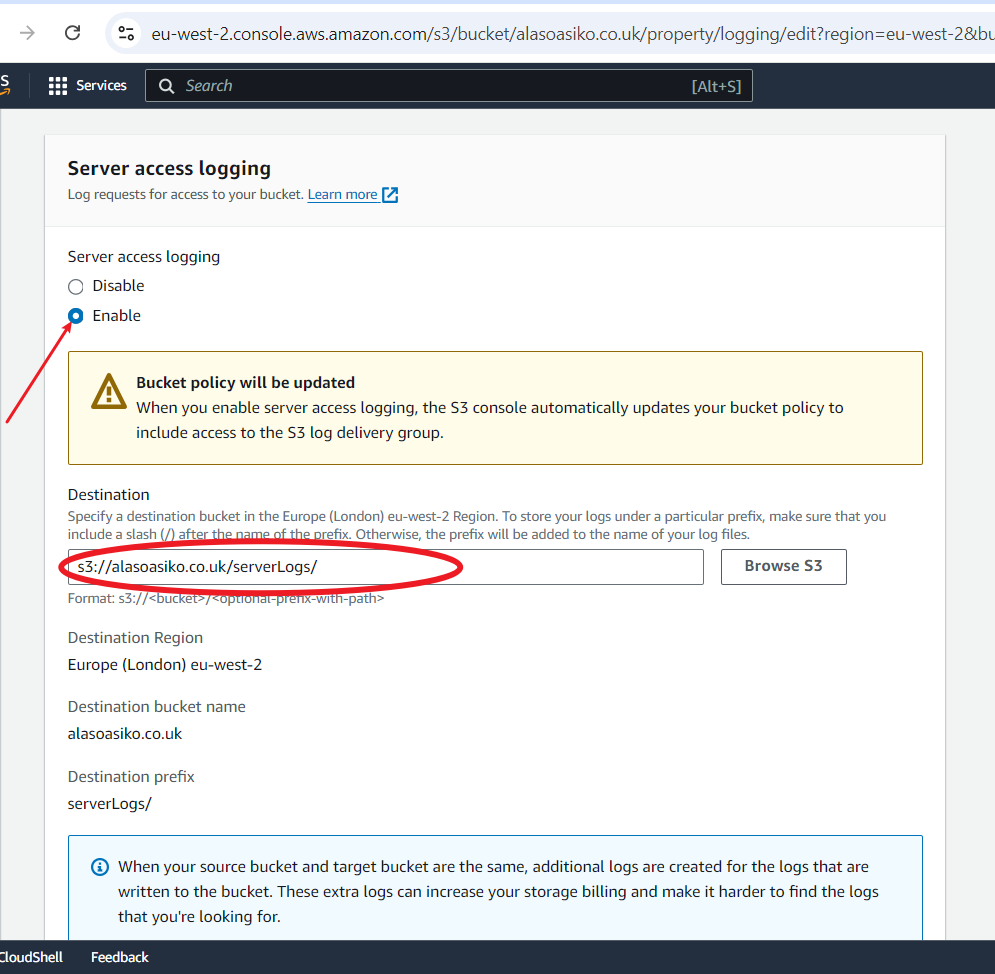 eu-west-2.console.aws.amazon.com/s3/bucket/alasoasiko.co.uk/property/logging/edit?region=eu-west-2&bu
S
Services
Search
[Alt+S]
Server access logging
Log requests for access to your bucket. Learn more
Server access logging
Disable
Enable
Bucket policy will be updated
When you enable server access logging, the S3 console automatically updates your bucket policy to
include access to the S3 log delivery group.
Destination
Specify a destination bucket in the Europe (London) eu-west-2 Region. To store your logs under a particular prefix, make sure that you
include a slash (/) after the name of the prefix. Otherwise, the prefix will be added to the name of your log files.
s3://alasoasiko.co.uk/serverLogs/
Browse S3
Format: s3://<bucket>/<optional-prefix-with-path>
Destination Region
Europe (London) eu-west-2
Destination bucket name
alasoasiko.co.uk
Destination prefix
serverLogs/
When your source bucket and target bucket are the same, additional logs are created for the logs that are
written to the bucket. These extra logs can increase your storage billing and make it harder to find the logs
that you're looking for.
CloudShell
Feedback